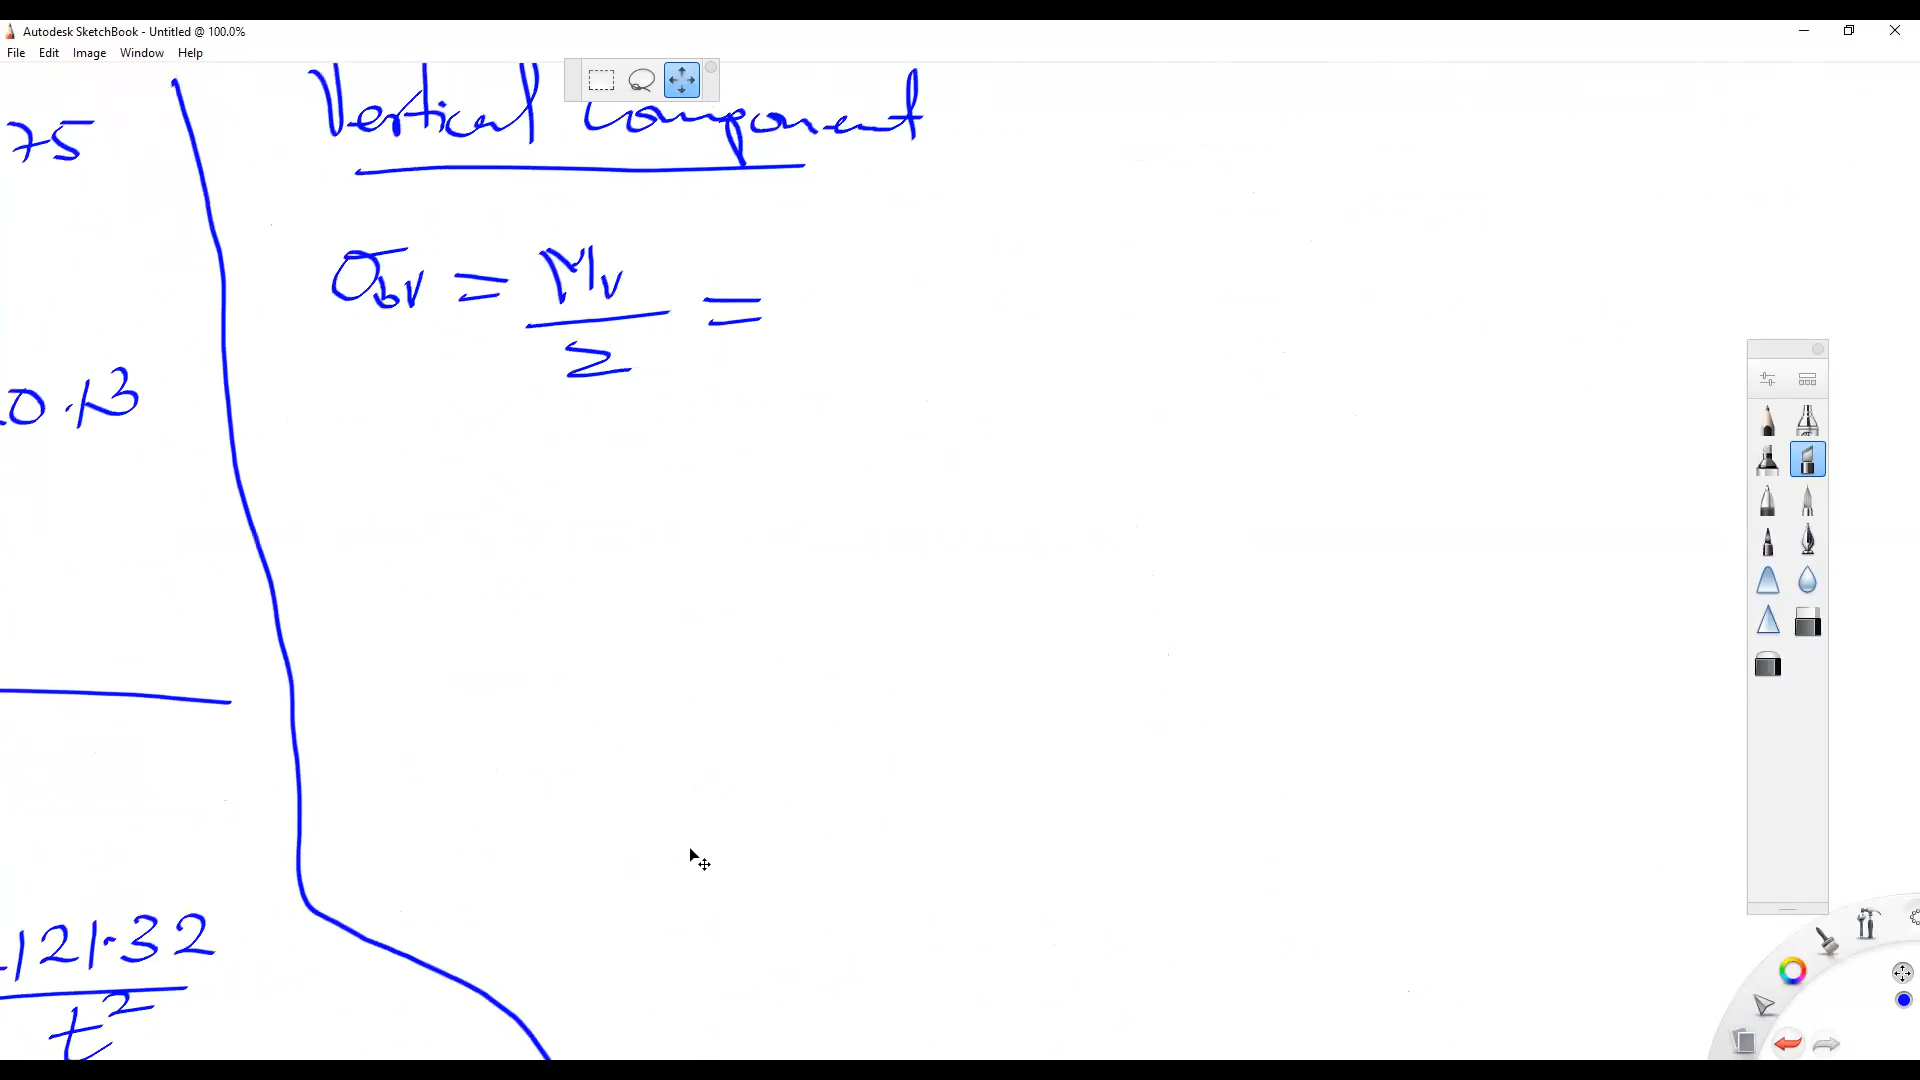 Autodesk SketchBook - Untitled @ 100.0%
File Edit Image Window Help
Vertical Component
75
σbv = Mv / Z =
0.13
121.32
t²